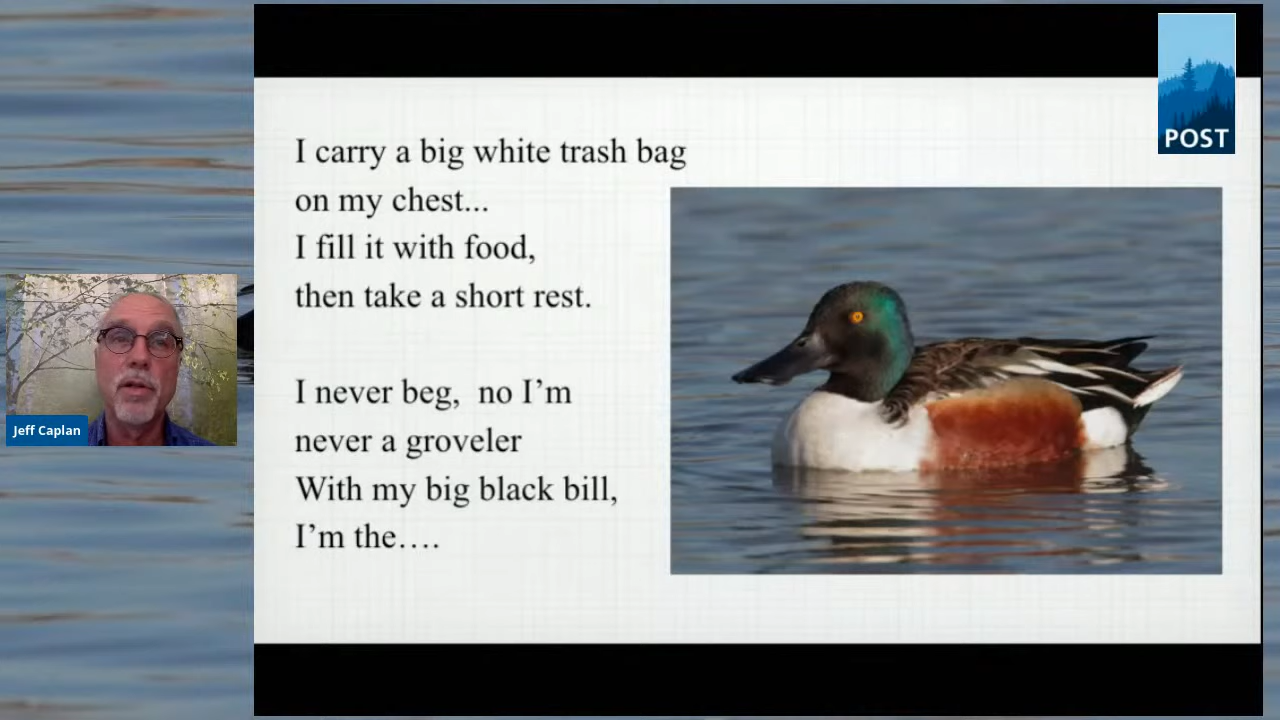 POST
I carry a big white trash bag
on my chest...
I fill it with food,
then take a short rest.
I never beg,  no I’m
never a groveler
With my big black bill,
I’m the….
Jeff Caplan